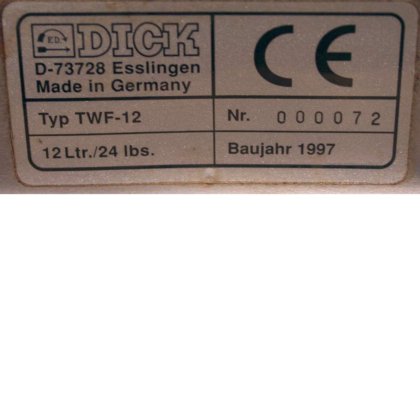 F.D. DICK
D-73728 Esslingen
Made in Germany
CE
Typ TWF-12
Nr. 000072
12 Ltr./24 lbs.
Baujahr 1997